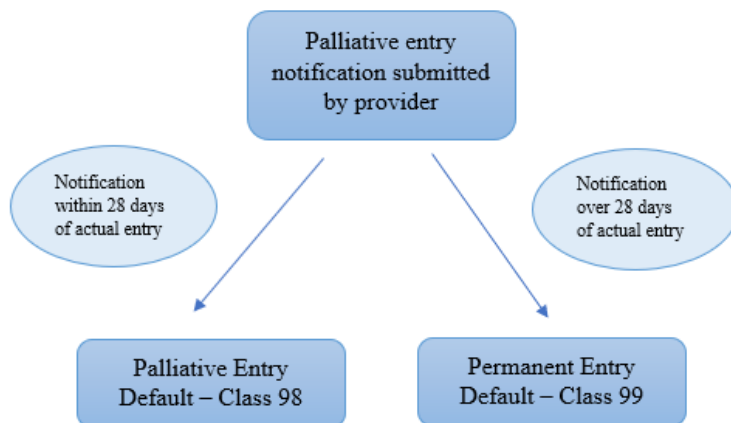 Palliative entry
notification submitted
by provider
Notification
within 28 days
of actual entry
Notification
over 28 days
of actual entry
Palliative Entry
Default – Class 98
Permanent Entry
Default – Class 99